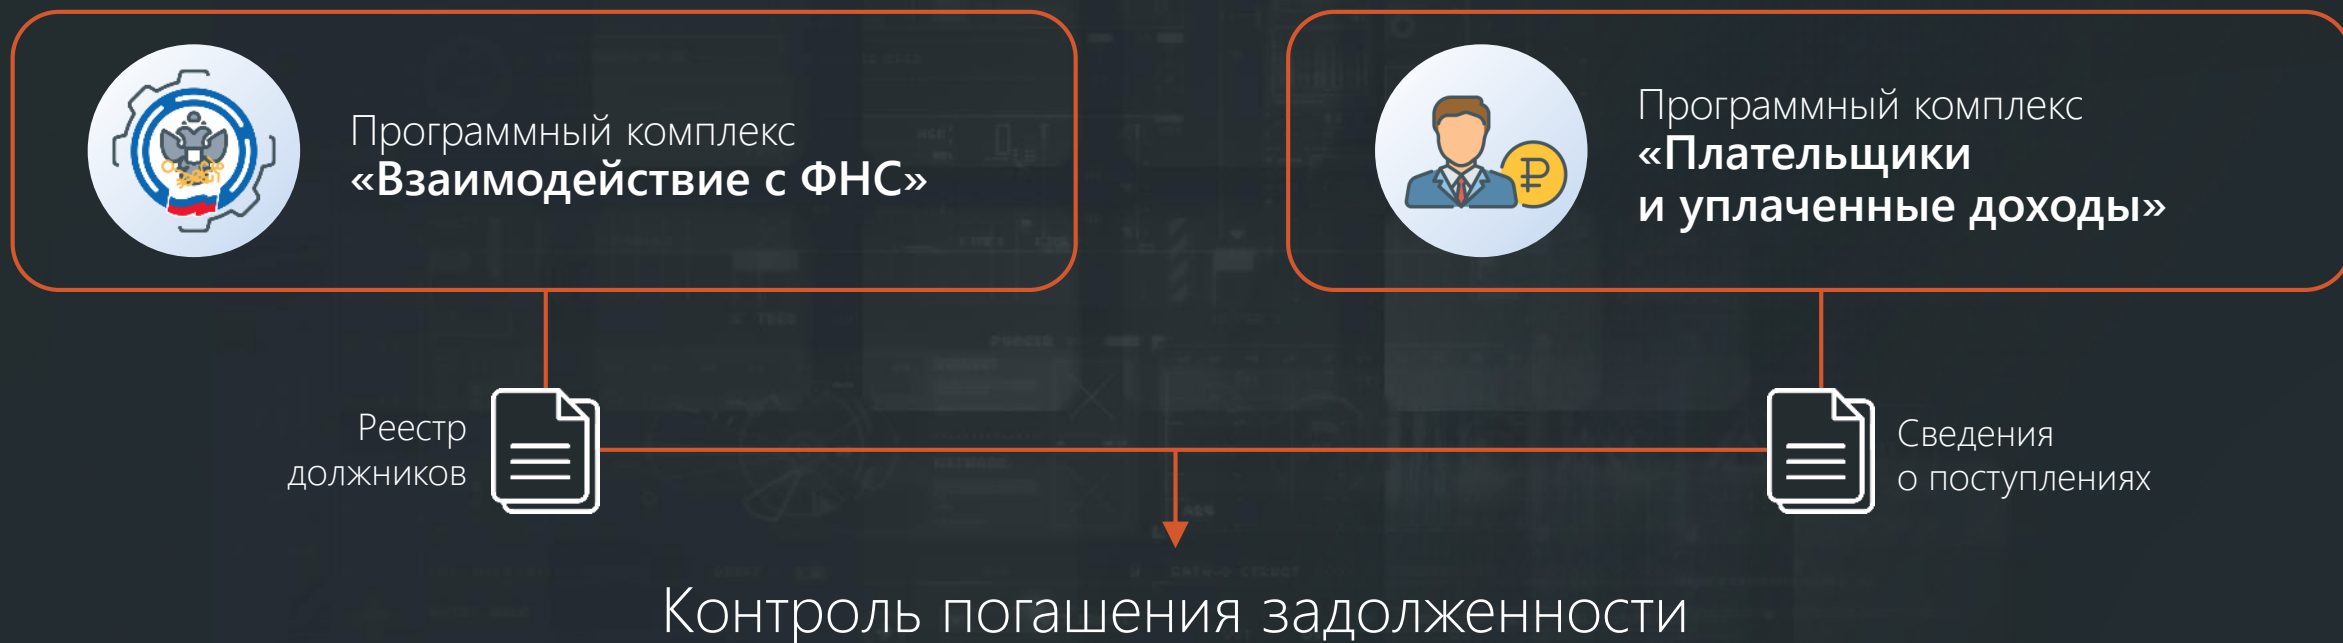 Программный комплекс
«Взаимодействие с ФНС»
Программный комплекс
«Плательщики
и уплаченные доходы»
Реестр
должников
Сведения
о поступлениях
Контроль погашения задолженности